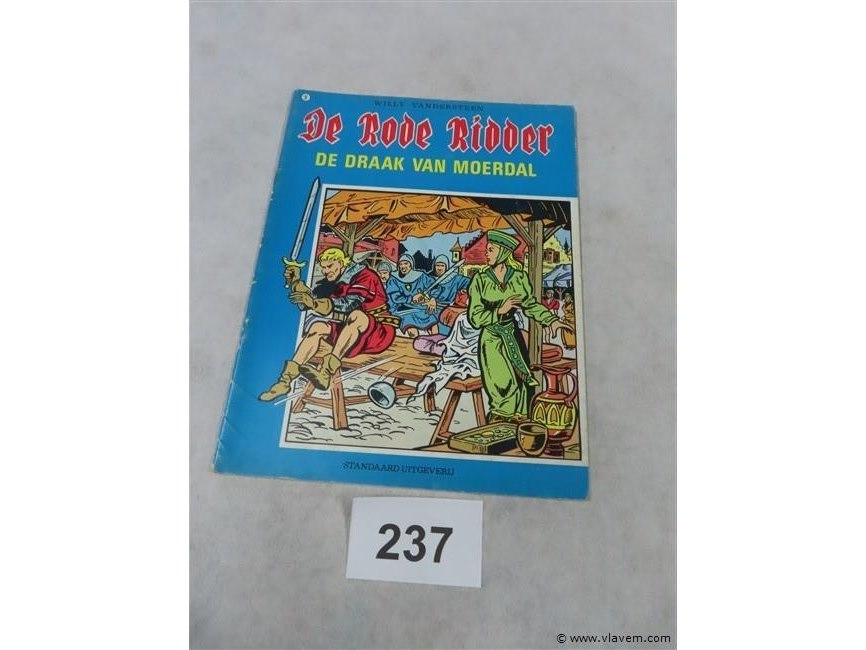 WILLY VANDERSTEEN
De Rode Ridder
DE DRAAK VAN MOERDAL
STANDAARD UITGEVERIJ
237
© www.vlavem.com